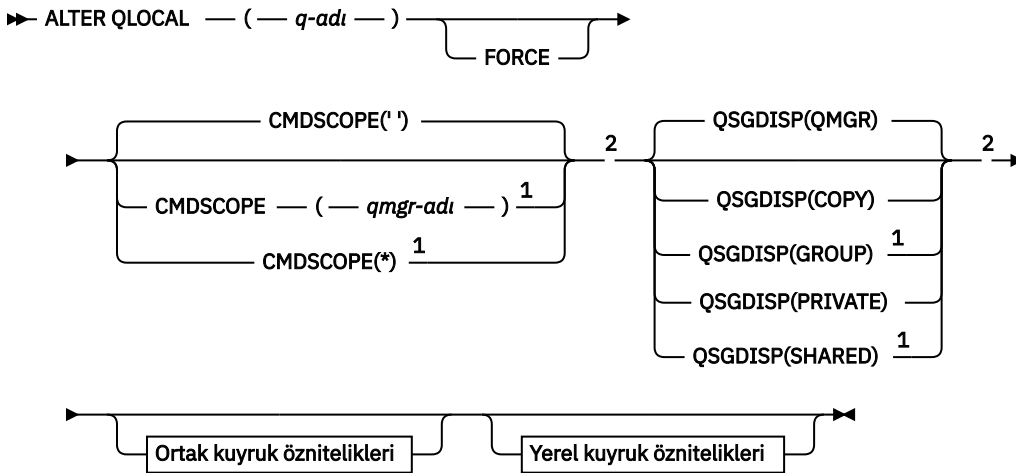 ALTER QLOCAL — ( — q-adı — )
FORCE
CMDSCOPE(' ')
CMDSCOPE — ( — qmgr-adı — ) 1
CMDSCOPE(*) 1
2
QSGDISP(QMGR)
QSGDISP(COPY)
QSGDISP(GROUP) 1
QSGDISP(PRIVATE)
QSGDISP(SHARED) 1
2
Ortak kuyruk öznitelikleri
Yerel kuyruk öznitelikleri